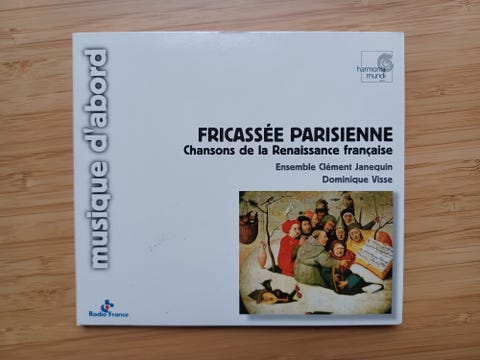 musique d'abord
harmonia
mundi
FRICASSÉE PARISIENNE
Chansons de la Renaissance française
Ensemble Clément Janequin
Dominique Visse
Radio France